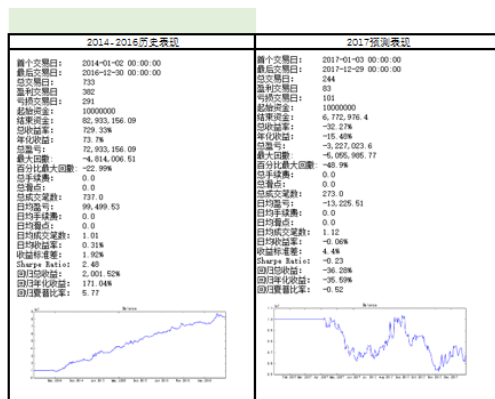 2014-2016历史表现
首个交易日: 2014-01-02 00:00:00
最后交易日: 2016-12-30 00:00:00
总交易日: 733
盈利交易日 382
亏损交易日: 291
起始资金: 10000000
结束资金: 82,933,156.09
总收益率: 729.33%
年化收益: 73.7%
总盈亏: 72,933,156.09
最大回撤: -4,814,006.51
百分比最大回撤: -22.99%
总手续费: 0.0
总滑点: 0.0
总成交笔数: 737.0
日均盈亏: 99,499.53
日均手续费: 0.0
日均滑点: 0.0
日均成交笔数: 1.01
日均收益率: 0.31%
收益标准差: 1.92%
Sharpe Ratio: 2.48
回归总收益: 2,001.52%
回归年化收益: 171.04%
回归夏普比率: 5.77
Balance
2017预测表现
首个交易日: 2017-01-03 00:00:00
最后交易日: 2017-12-29 00:00:00
总交易日: 244
盈利交易日 83
亏损交易日: 101
起始资金: 10000000
结束资金: 6,772,976.4
总收益率: -32.27%
年化收益: -15.48%
总盈亏: -3,227,023.6
最大回撤: -5,055,985.77
百分比最大回撤: -48.9%
总手续费: 0.0
总滑点: 0.0
总成交笔数: 273.0
日均盈亏: -13,225.51
日均手续费: 0.0
日均滑点: 0.0
日均成交笔数: 1.12
日均收益率: -0.06%
收益标准差: 4.4%
Sharpe Ratio: -0.23
回归总收益: -36.28%
回归年化收益: -35.59%
回归夏普比率: -0.52
Balance